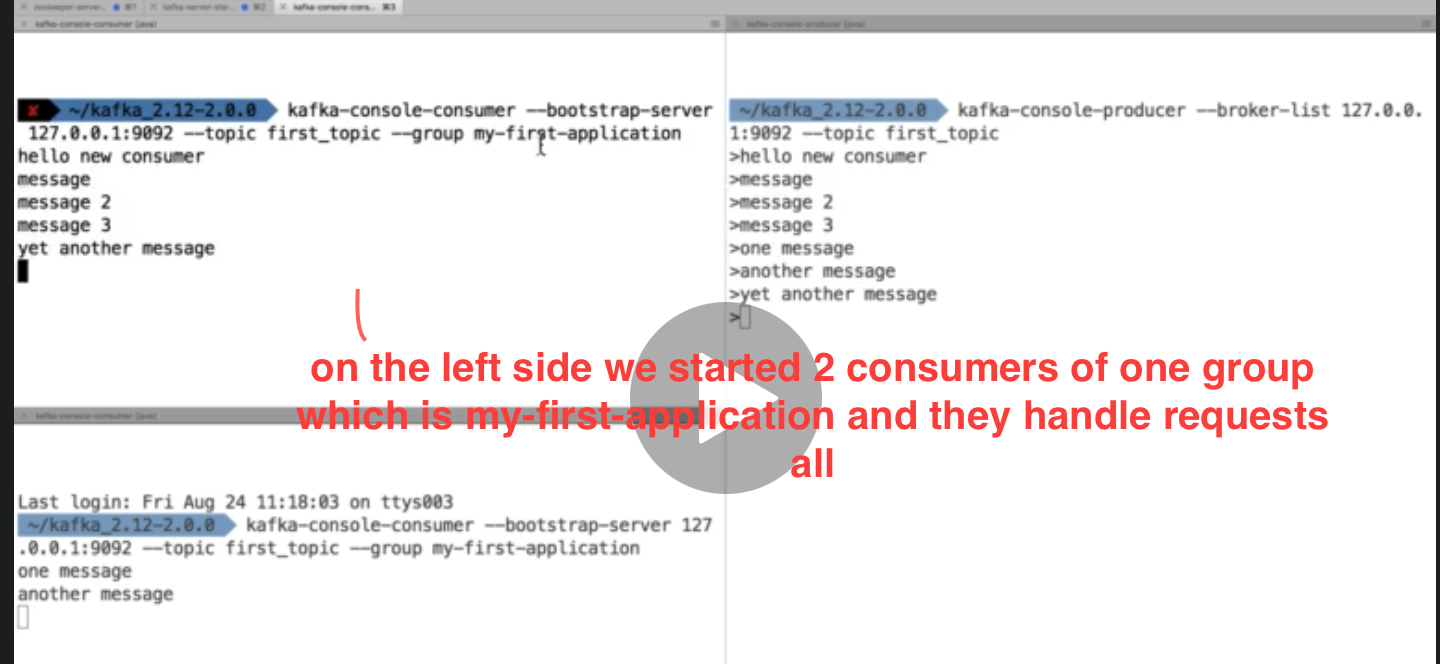 zookeeper-server... ⌘1 kafka-server-star... ⌘2 kafka-console-cons... ⌘3
kafka-console-consumer (java)
~/kafka_2.12-2.0.0 kafka-console-consumer --bootstrap-server
127.0.0.1:9092 --topic first_topic --group my-first-application
hello new consumer
message
message 2
message 3
yet another message
kafka-console-consumer (java)
Last login: Fri Aug 24 11:18:03 on ttys003
~/kafka_2.12-2.0.0 kafka-console-consumer --bootstrap-server 127
.0.0.1:9092 --topic first_topic --group my-first-application
one message
another message
kafka-console-producer (java)
~/kafka_2.12-2.0.0 kafka-console-producer --broker-list 127.0.0.
1:9092 --topic first_topic
>hello new consumer
>message
>message 2
>message 3
>one message
>another message
>yet another message
>
on the left side we started 2 consumers of one group
which is my-first-application and they handle requests
all